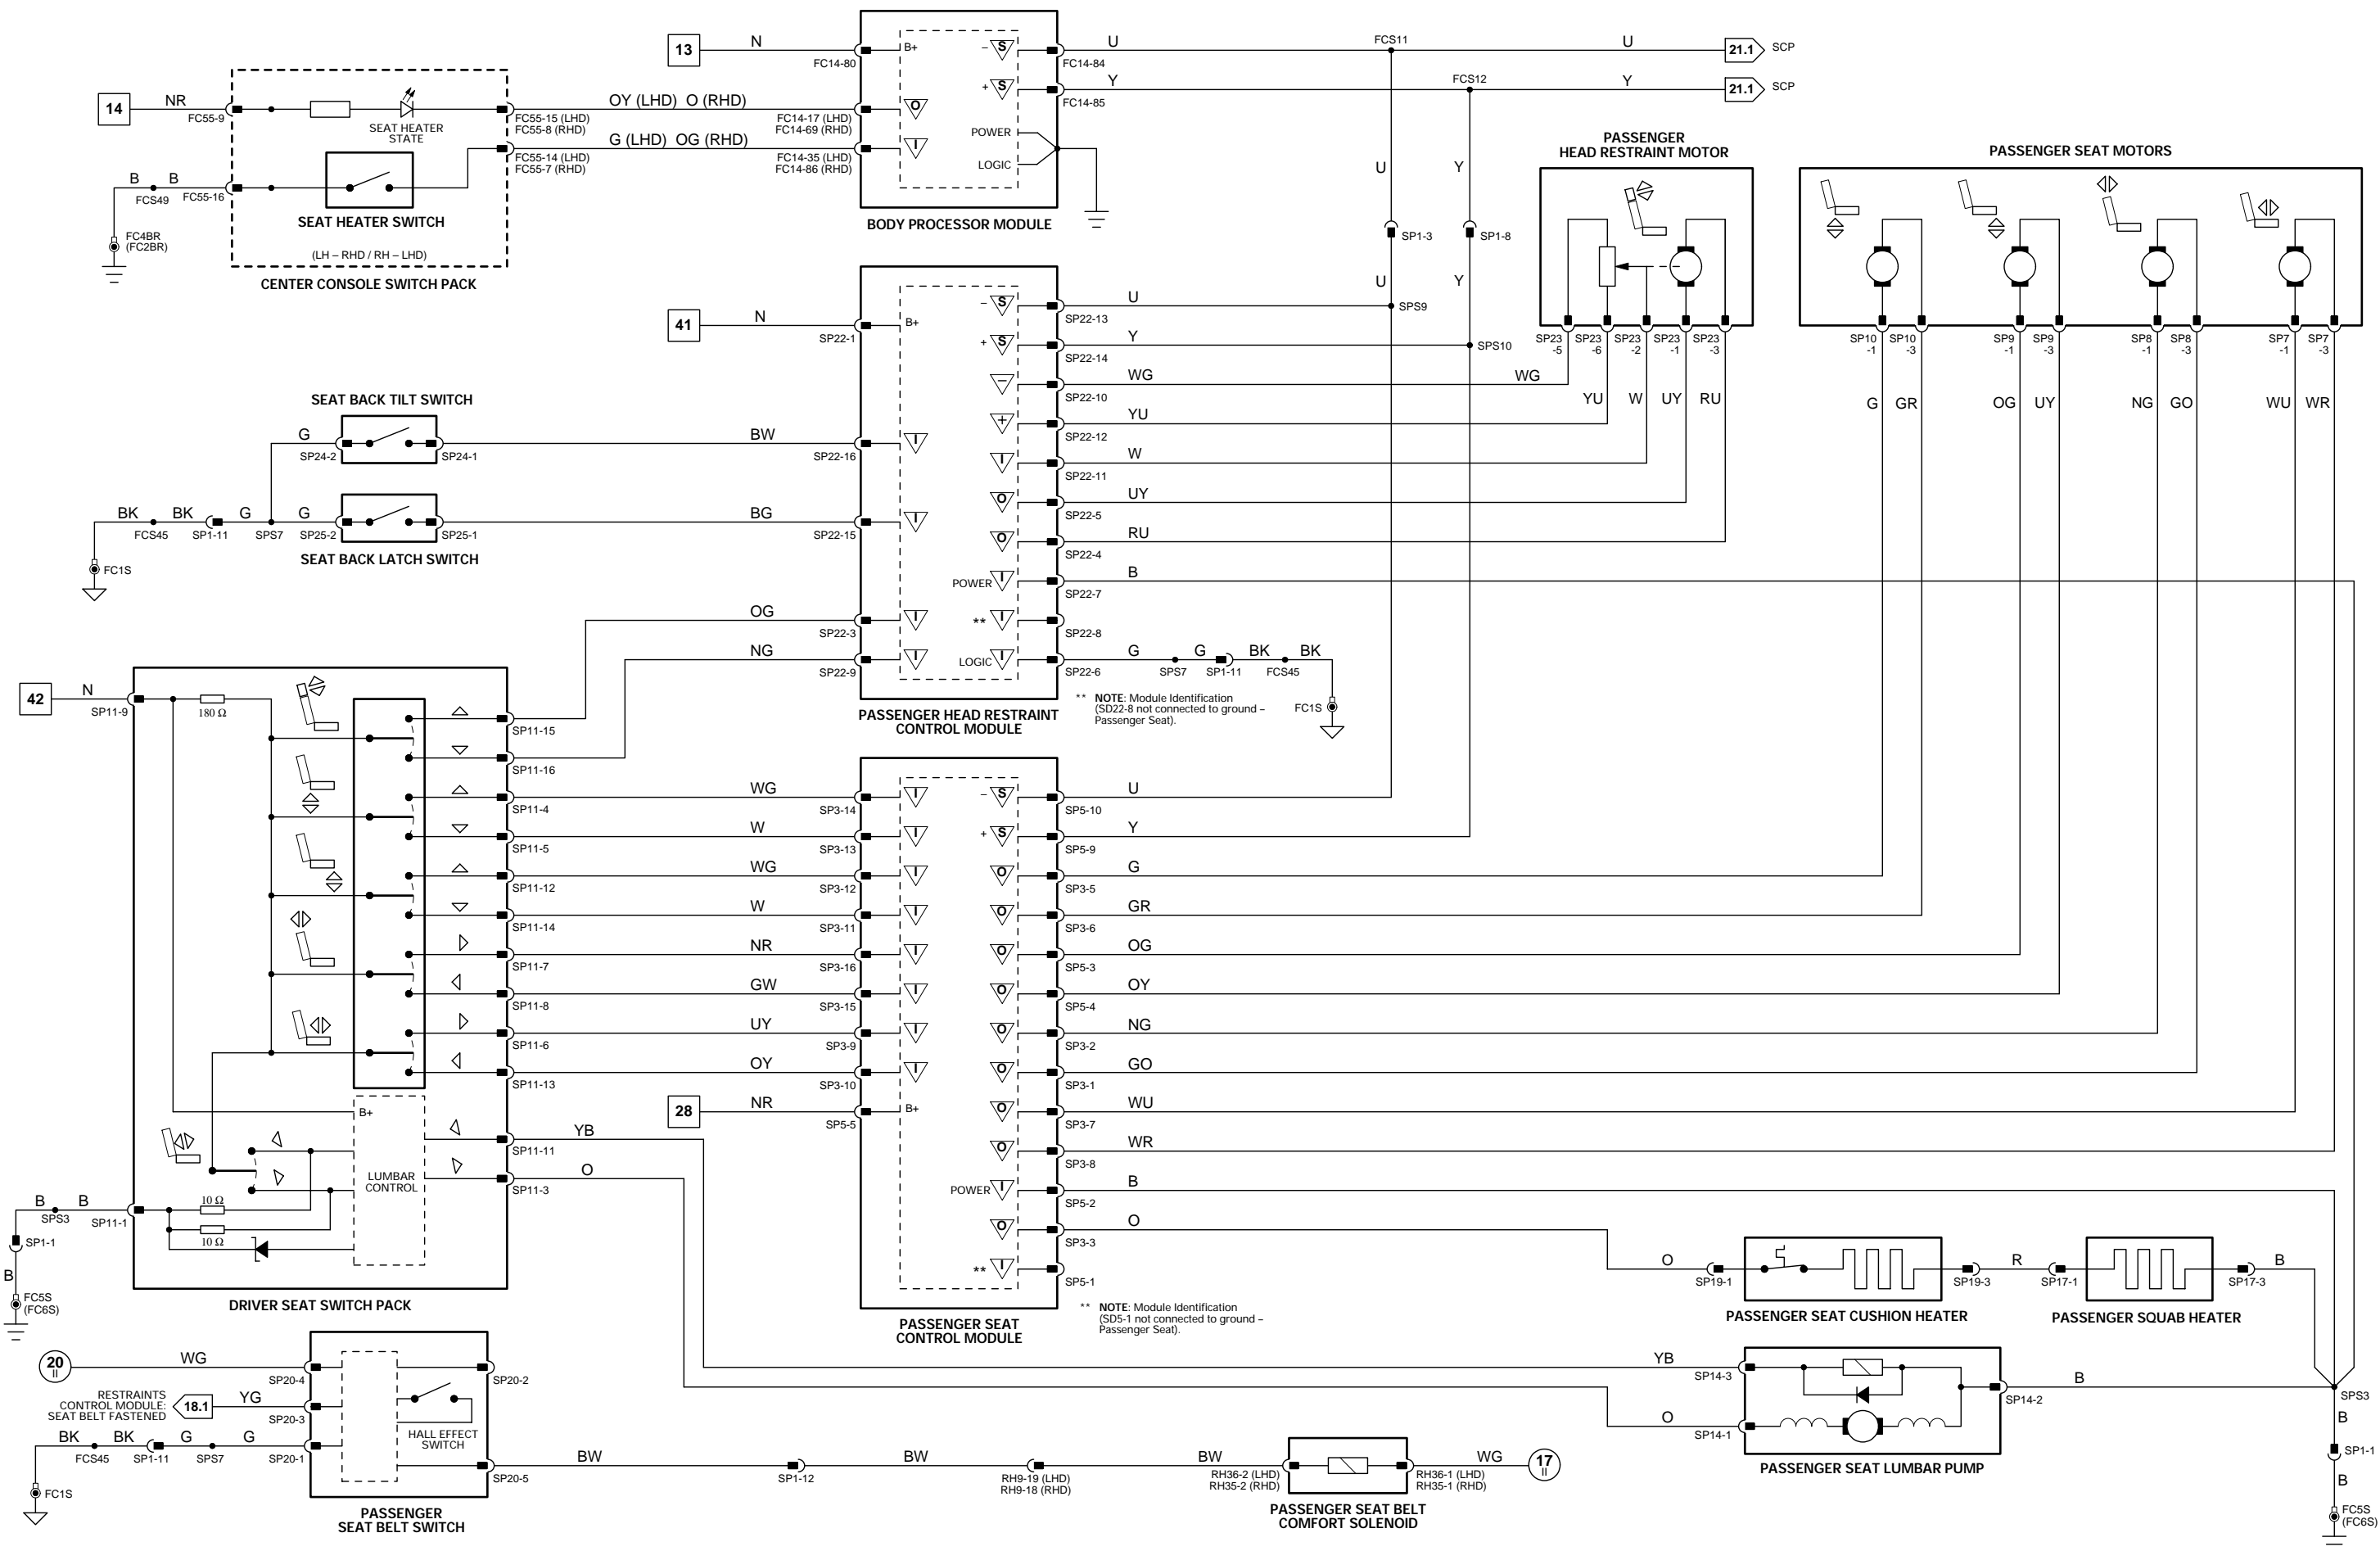 13
N
FC14-80
B+
–
S
FC14-84
U
FCS11
U
21.1
SCP
+
S
FC14-85
Y
FCS12
Y
21.1
SCP
14
NR
FC55-9
SEAT HEATER
STATE
FC55-15 (LHD)
FC55-8 (RHD)
OY (LHD) O (RHD)
FC14-17 (LHD)
FC14-69 (RHD)
O
G (LHD) OG (RHD)
FC55-14 (LHD)
FC55-7 (RHD)
FC14-35 (LHD)
FC14-86 (RHD)
I
POWER
LOGIC
B
B
FCS49
FC55-16
SEAT HEATER SWITCH
(LH – RHD / RH – LHD)
CENTER CONSOLE SWITCH PACK
FC4BR
(FC2BR)
BODY PROCESSOR MODULE
U
Y
SP1-3
SP1-8
U
Y
SPS9
SPS10
PASSENGER
HEAD RESTRAINT MOTOR
PASSENGER SEAT MOTORS
SP23
-5
SP23
-6
SP23
-2
SP23
-1
SP23
-3
SP10
-1
SP10
-3
SP9
-1
SP9
-3
SP8
-1
SP8
-3
SP7
-1
SP7
-3
WG
YU
W
UY
RU
G
GR
OG
UY
NG
GO
WU
WR
41
N
SP22-1
B+
–
S
U
SP22-13
+
S
Y
SP22-14
–
WG
SP22-10
+
YU
SP22-12
I
W
SP22-11
O
UY
SP22-5
O
RU
SP22-4
POWER
I
B
SP22-7
**
I
SP22-8
LOGIC
I
SP22-6
G
SPS7
G
SP1-11
BK
FCS45
BK
FC1S
** NOTE: Module Identification
(SD22-8 not connected to ground –
Passenger Seat).
SEAT BACK TILT SWITCH
G
SP24-2
SP24-1
BW
SP22-16
I
BK
FCS45
BK
SP1-11
G
SPS7
G
SP25-2
SP25-1
BG
SP22-15
I
SEAT BACK LATCH SWITCH
FC1S
OG
SP22-3
I
NG
SP22-9
I
PASSENGER HEAD RESTRAINT
CONTROL MODULE
42
N
SP11-9
180 Ω
SP11-15
SP11-16
SP11-4
WG
SP3-14
I
SP11-5
W
SP3-13
I
SP11-12
WG
SP3-12
I
SP11-14
W
SP3-11
I
SP11-7
NR
SP3-16
I
SP11-8
GW
SP3-15
I
SP11-6
UY
SP3-9
I
SP11-13
OY
SP3-10
I
28
NR
SP5-5
B+
–
S
U
SP5-10
+
S
Y
SP5-9
O
G
SP3-5
O
GR
SP3-6
O
OG
SP5-3
O
OY
SP5-4
O
NG
SP3-2
O
GO
SP3-1
O
WU
SP3-7
O
WR
SP3-8
POWER
I
B
SP5-2
O
O
SP3-3
**
I
SP5-1
** NOTE: Module Identification
(SD5-1 not connected to ground –
Passenger Seat).
PASSENGER SEAT
CONTROL MODULE
B+
LUMBAR
CONTROL
SP11-11
YB
SP11-3
O
B
SPS3
B
SP11-1
10 Ω
10 Ω
SP1-1
B
FC5S
(FC6S)
DRIVER SEAT SWITCH PACK
O
SP19-1
SP19-3
R
SP17-1
SP17-3
B
PASSENGER SEAT CUSHION HEATER
PASSENGER SQUAB HEATER
20
II
WG
SP20-4
SP20-2
RESTRAINTS
CONTROL MODULE:
SEAT BELT FASTENED
18.1
YG
SP20-3
HALL EFFECT
SWITCH
BK
FCS45
BK
SP1-11
G
SPS7
G
SP20-1
FC1S
SP20-5
BW
SP1-12
BW
RH9-19 (LHD)
RH9-18 (RHD)
BW
RH36-2 (LHD)
RH35-2 (RHD)
RH36-1 (LHD)
RH35-1 (RHD)
WG
17
II
PASSENGER
SEAT BELT SWITCH
PASSENGER SEAT BELT
COMFORT SOLENOID
YB
SP14-3
O
SP14-1
SP14-2
B
SPS3
B
SP1-1
B
FC5S
(FC6S)
PASSENGER SEAT LUMBAR PUMP